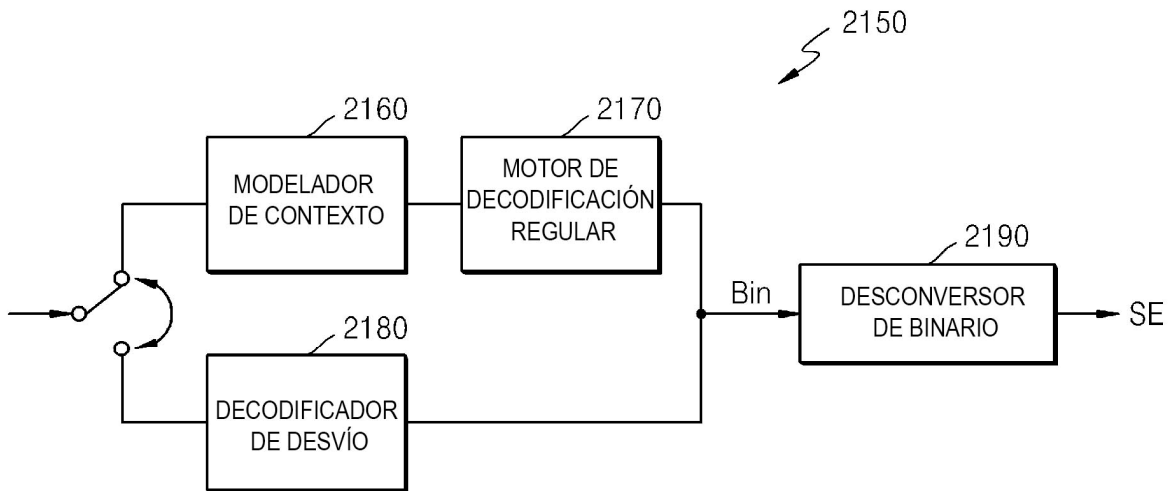 2150
2160
2170
MODELADOR
DE CONTEXTO
MOTOR DE
DECODIFICACIÓN
REGULAR
2190
Bin
DESCONVERSOR
DE BINARIO
SE
2180
DECODIFICADOR
DE DESVÍO